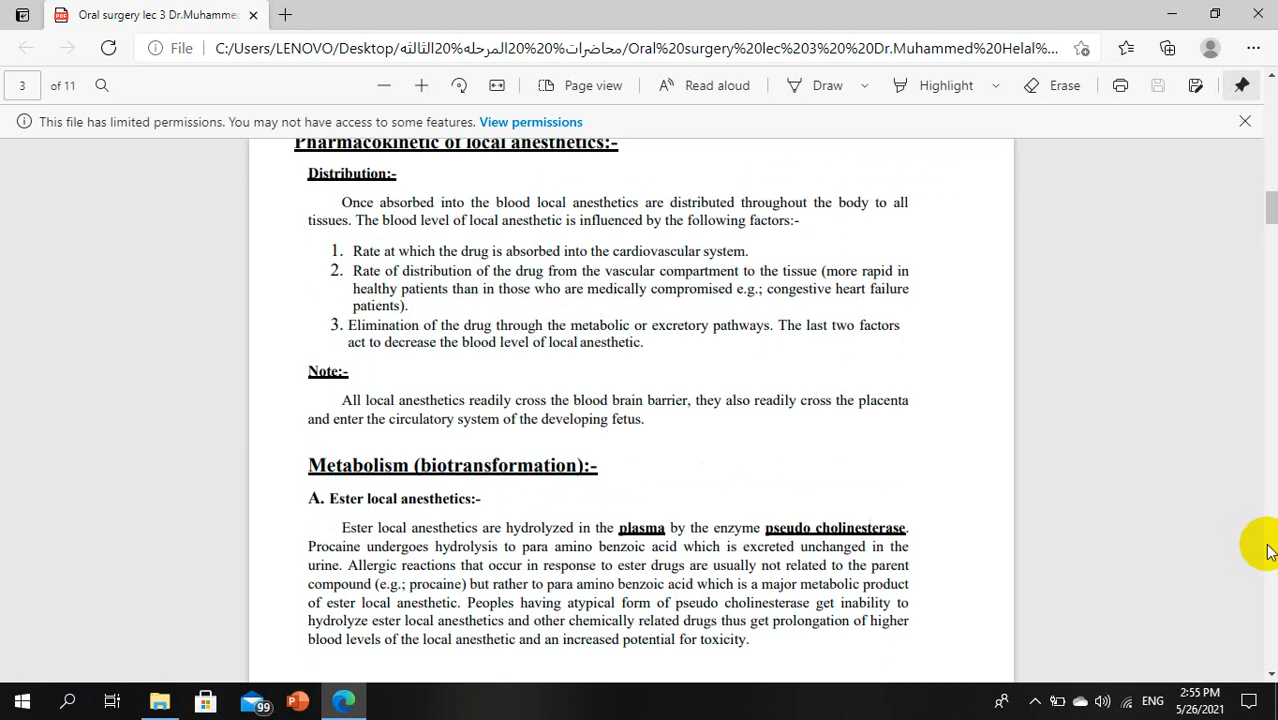 Oral surgery lec 3 Dr.Muhammed
File
C:/Users/LENOVO/Desktop/محاضرات%20%20المرحله%20الثالثه/Oral%20surgery%20lec%203%20%20Dr.Muhammed%20Helal%...
3 of 11
Page view
Read aloud
Draw
Highlight
Erase
This file has limited permissions. You may not have access to some features. View permissions
Pharmacokinetic of local anesthetics:-
Distribution:-
Once absorbed into the blood local anesthetics are distributed throughout the body to all
tissues. The blood level of local anesthetic is influenced by the following factors:-
1. Rate at which the drug is absorbed into the cardiovascular system.
2. Rate of distribution of the drug from the vascular compartment to the tissue (more rapid in
healthy patients than in those who are medically compromised e.g.; congestive heart failure
patients).
3. Elimination of the drug through the metabolic or excretory pathways. The last two factors
act to decrease the blood level of local anesthetic.
Note:-
All local anesthetics readily cross the blood brain barrier, they also readily cross the placenta
and enter the circulatory system of the developing fetus.
Metabolism (biotransformation):-
A. Ester local anesthetics:-
Ester local anesthetics are hydrolyzed in the plasma by the enzyme pseudo cholinesterase.
Procaine undergoes hydrolysis to para amino benzoic acid which is excreted unchanged in the
urine. Allergic reactions that occur in response to ester drugs are usually not related to the parent
compound (e.g.; procaine) but rather to para amino benzoic acid which is a major metabolic product
of ester local anesthetic. Peoples having atypical form of pseudo cholinesterase get inability to
hydrolyze ester local anesthetics and other chemically related drugs thus get prolongation of higher
blood levels of the local anesthetic and an increased potential for toxicity.
99
ENG
2:55 PM
5/26/2021